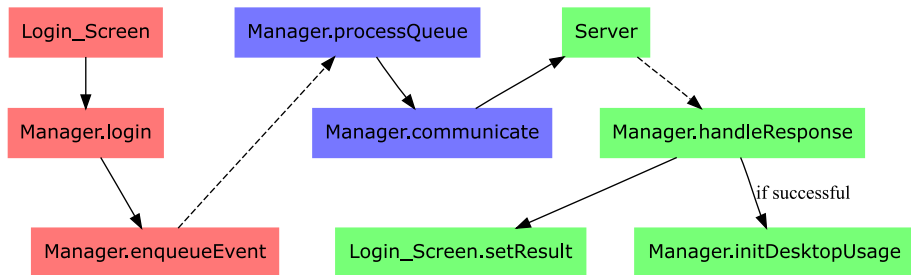 Login_Screen
Manager.processQueue
Server
Manager.login
Manager.communicate
Manager.handleResponse
if successful
Manager.enqueueEvent
Login_Screen.setResult
Manager.initDesktopUsage